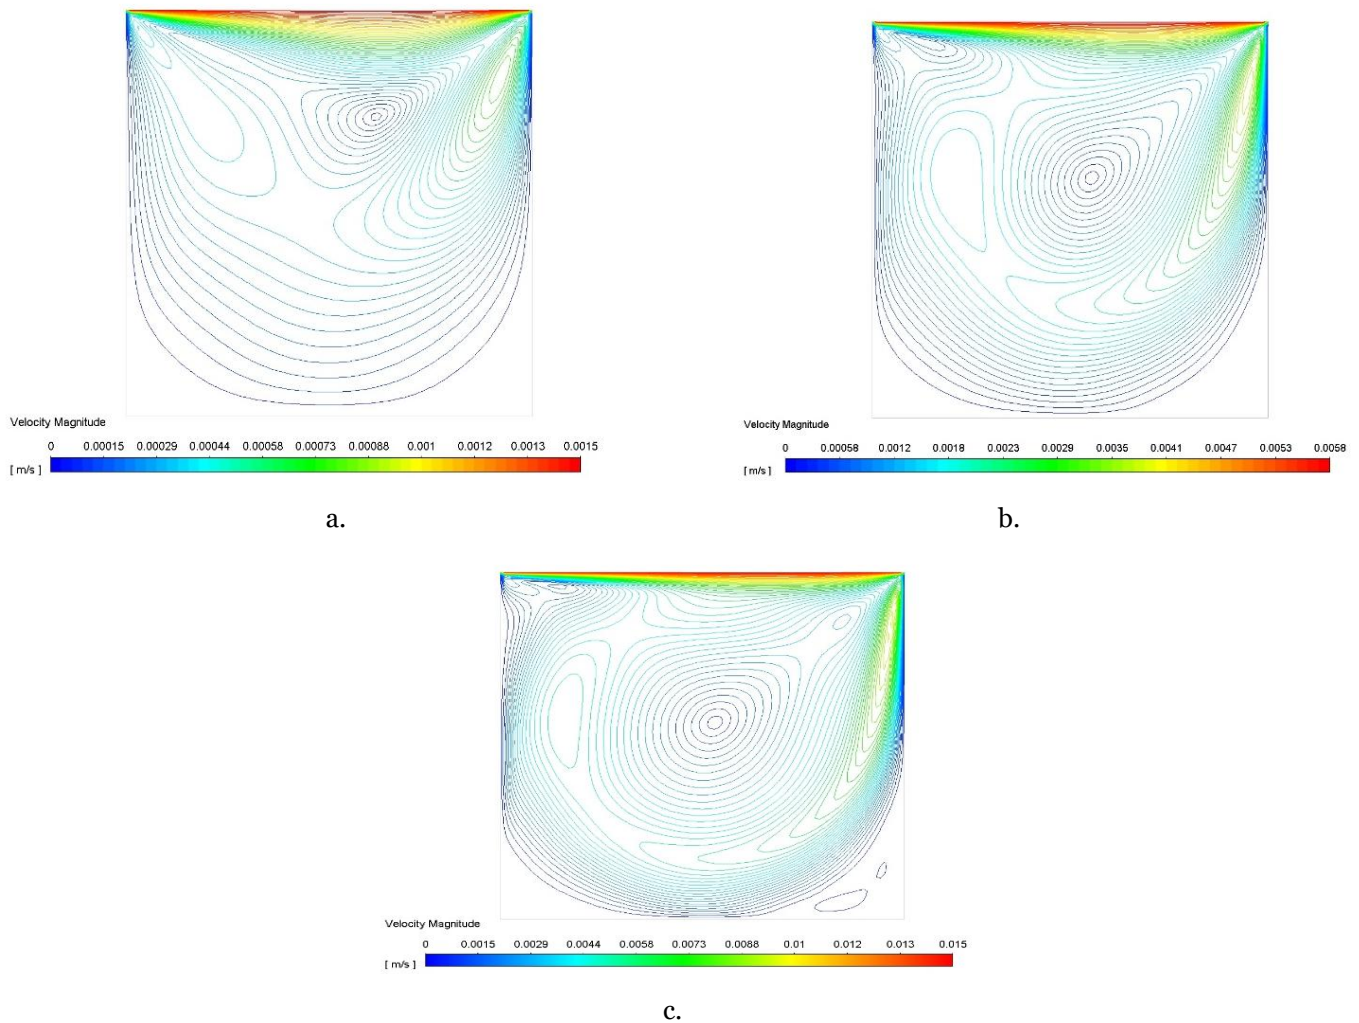 Velocity Magnitude
0 0.00015 0.00029 0.00044 0.00058 0.00073 0.00088 0.001 0.0012 0.0013 0.0015
[ m/s ]
a.
Velocity Magnitude
0 0.00058 0.0012 0.0018 0.0023 0.0029 0.0035 0.0041 0.0047 0.0053 0.0058
[ m/s ]
b.
Velocity Magnitude
0 0.0015 0.0029 0.0044 0.0058 0.0073 0.0088 0.01 0.012 0.013 0.015
[ m/s ]
c.